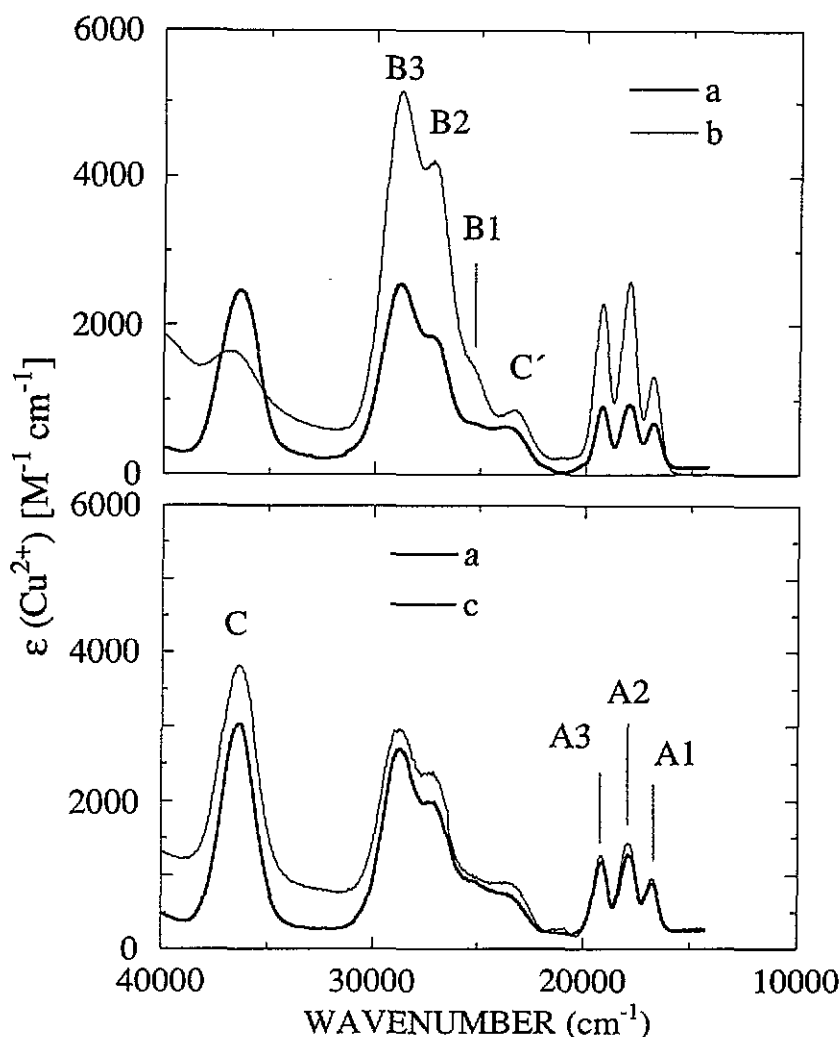 6000
B3
a
B2
b
4000
B1
2000
C´
0
ε (Cu²⁺) [M⁻¹ cm⁻¹]
6000
a
c
C
4000
A2
A3
A1
2000
0
40000 30000 20000 10000
WAVENUMBER (cm⁻¹)